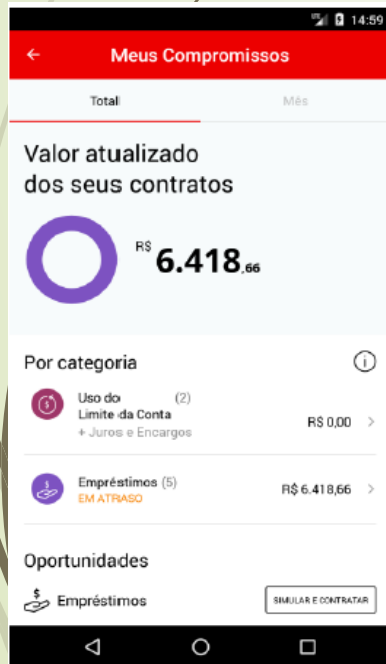 14:59
Meus Compromissos
Total Mês
Valor atualizado
dos seus contratos
R$ 6.418,66
Por categoria
Uso do (2)
Limite da Conta
+ Juros e Encargos
R$ 0,00
Empréstimos (5)
EM ATRASO
R$ 6.418,66
Oportunidades
Empréstimos
SIMULAR E CONTRATAR